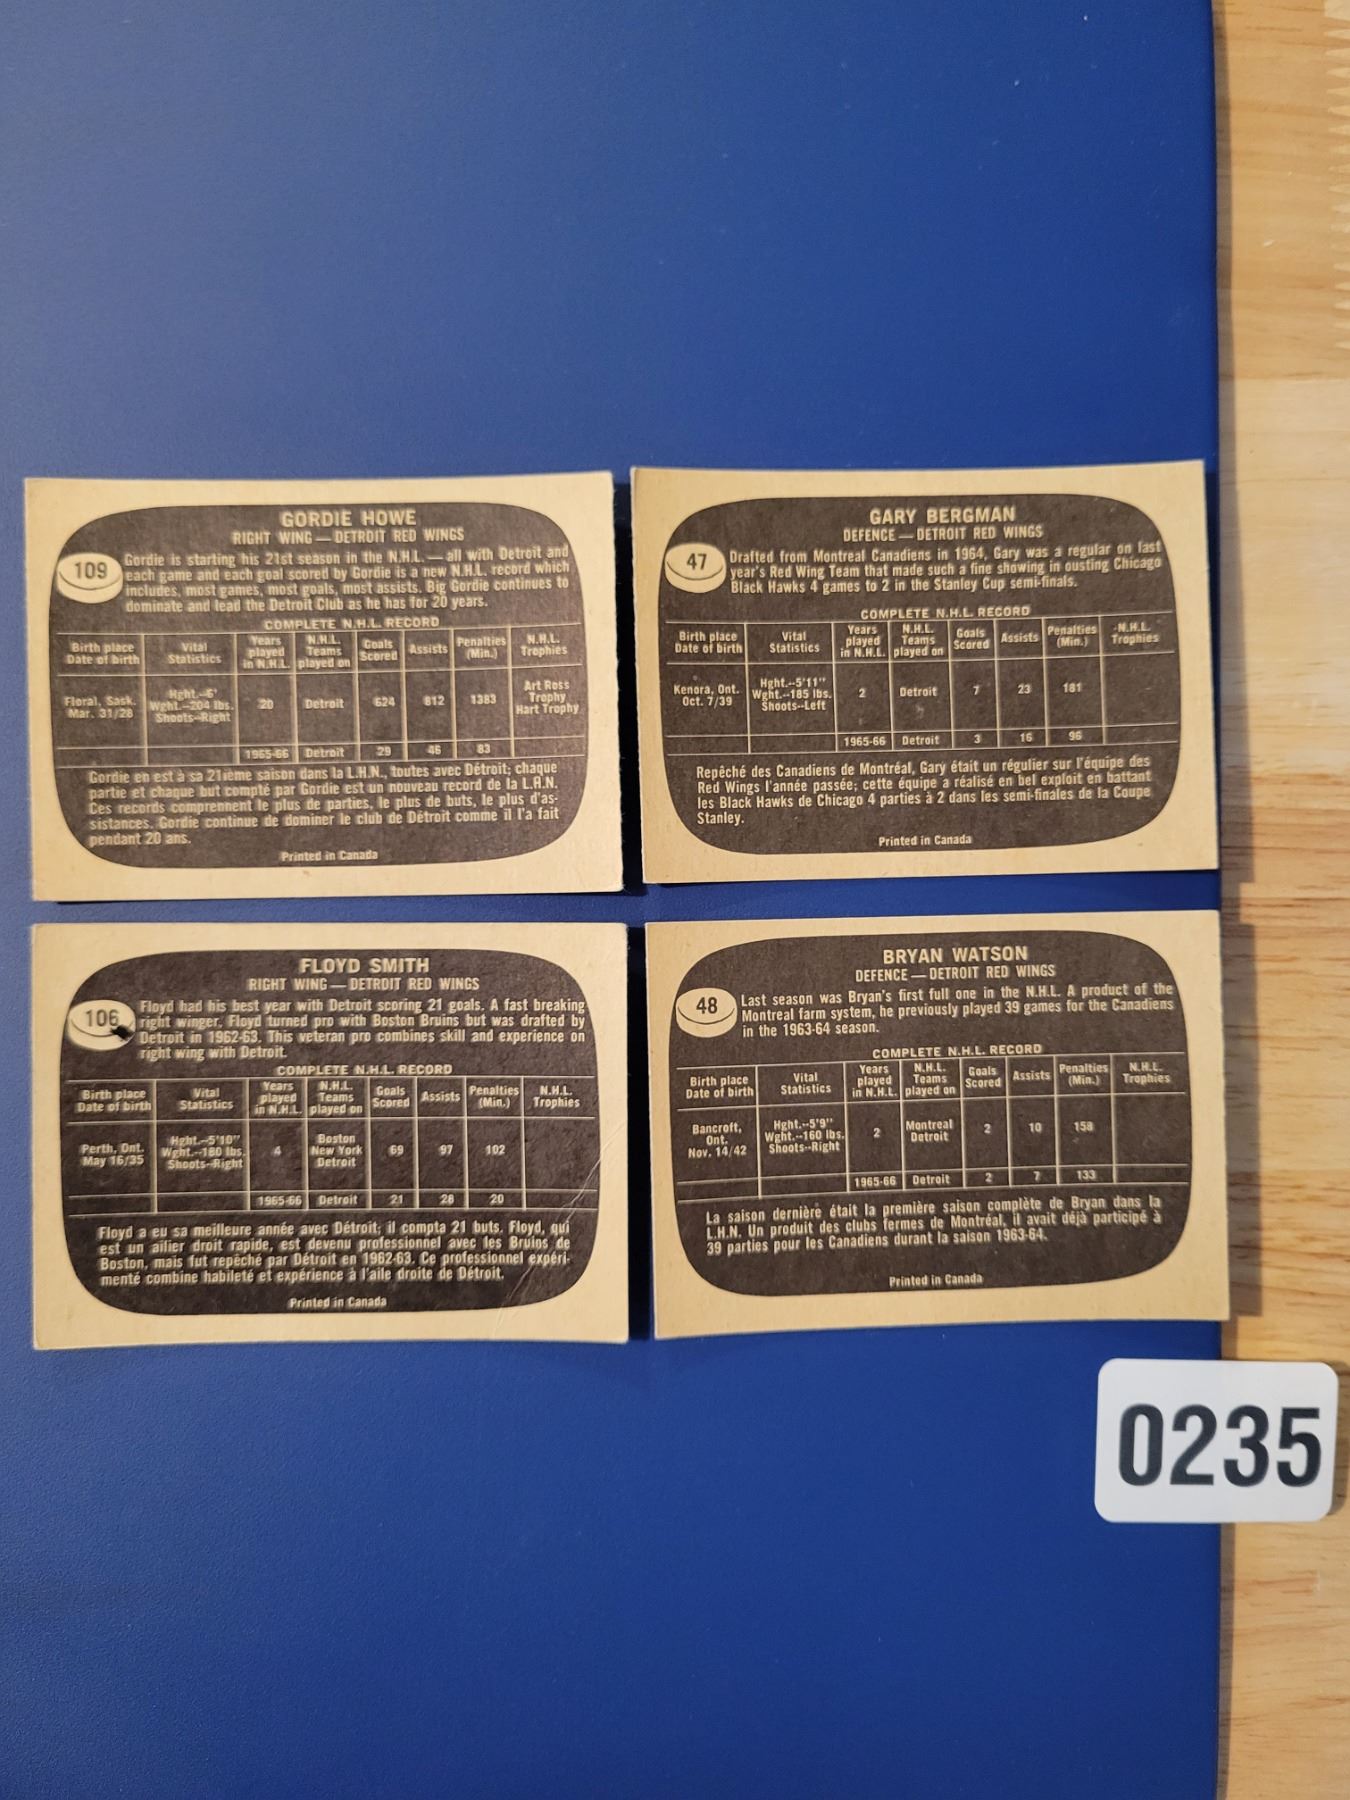 GORDIE HOWE
RIGHT WING — DETROIT RED WINGS
109
Gordie is starting his 21st season in the N.H.L. — all with Detroit and
each game and each goal scored by Gordie is a new N.H.L. record which
includes, most games, most goals, most assists. Big Gordie continues to
dominate and lead the Detroit Club as he has for 20 years.
COMPLETE N.H.L. RECORD
Birth place Date of birth
Vital Statistics
Years played in N.H.L.
N.H.L. Teams played on
Goals Scored
Assists
Penalties (Min.)
N.H.L. Trophies
Floral, Sask. Mar. 31/28
Hght.--6' Wght.--204 lbs. Shoots--Right
20
Detroit
624
812
1383
Art Ross Trophy Hart Trophy
1965-66 Detroit 29 46 83
Gordie en est à sa 21ième saison dans la L.H.N., toutes avec Détroit; chaque
partie et chaque but compté par Gordie est un nouveau record de la L.H.N.
Ces records comprennent le plus de parties, le plus de buts, le plus d'as-
sistances. Gordie continue de dominer le club de Détroit comme il l'a fait
pendant 20 ans.
Printed in Canada
GARY BERGMAN
DEFENCE — DETROIT RED WINGS
47
Drafted from Montreal Canadiens in 1964, Gary was a regular on last
year's Red Wing Team that made such a fine showing in ousting Chicago
Black Hawks 4 games to 2 in the Stanley Cup semi-finals.
COMPLETE N.H.L. RECORD
Birth place Date of birth
Vital Statistics
Years played in N.H.L.
N.H.L. Teams played on
Goals Scored
Assists
Penalties (Min.)
N.H.L. Trophies
Kenora, Ont. Oct. 7/39
Hght.--5'11" Wght.--185 lbs. Shoots--Left
2
Detroit
7
23
181
1965-66 Detroit 3 16 96
Repêché des Canadiens de Montréal, Gary était un régulier sur l'équipe des
Red Wings l'année passée; cette équipe a réalisé en bel exploit en battant
les Black Hawks de Chicago 4 parties à 2 dans les semi-finales de la Coupe
Stanley.
Printed in Canada
FLOYD SMITH
RIGHT WING — DETROIT RED WINGS
106
Floyd had his best year with Detroit scoring 21 goals. A fast breaking
right winger, Floyd turned pro with Boston Bruins but was drafted by
Detroit in 1962-63. This veteran pro combines skill and experience on
right wing with Detroit.
COMPLETE N.H.L. RECORD
Birth place Date of birth
Vital Statistics
Years played in N.H.L.
N.H.L. Teams played on
Goals Scored
Assists
Penalties (Min.)
N.H.L. Trophies
Perth, Ont. May 16/35
Hght.--5'10" Wght.--180 lbs. Shoots--Right
4
Boston New York Detroit
69
97
102
1965-66 Detroit 21 28 20
Floyd a eu sa meilleure année avec Détroit; il compta 21 buts. Floyd, qui
est un ailier droit rapide, est devenu professionnel avec les Bruins de
Boston, mais fut repêché par Détroit en 1962-63. Ce professionnel expéri-
menté combine habileté et expérience à l'aile droite de Détroit.
Printed in Canada
BRYAN WATSON
DEFENCE — DETROIT RED WINGS
48
Last season was Bryan's first full one in the N.H.L. A product of the
Montreal farm system, he previously played 39 games for the Canadiens
in the 1963-64 season.
COMPLETE N.H.L. RECORD
Birth place Date of birth
Vital Statistics
Years played in N.H.L.
N.H.L. Teams played on
Goals Scored
Assists
Penalties (Min.)
N.H.L. Trophies
Bancroft, Ont. Nov. 14/42
Hght.--5'9" Wght.--160 lbs. Shoots--Right
2
Montreal Detroit
2
10
158
1965-66 Detroit 2 7 133
La saison dernière était la première saison complète de Bryan dans la
L.H.N. Un produit des clubs fermes de Montréal, il avait déjà participé à
39 parties pour les Canadiens durant la saison 1963-64.
Printed in Canada
0235